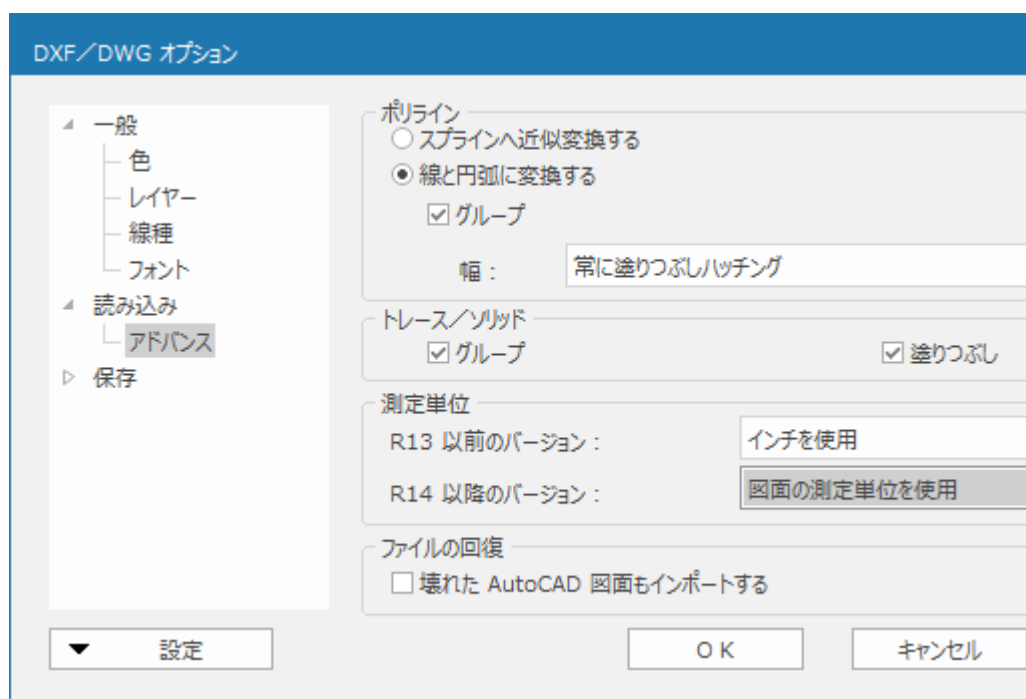 DXF／DWG オプション
一般
色
レイヤー
線種
フォント
読み込み
アドバンス
保存
ポリライン
スプラインへ近似変換する
線と円弧に変換する
グループ
幅 :
常に塗りつぶしハッチング
トレース／ソリッド
グループ
塗りつぶし
測定単位
R13 以前のバージョン :
インチを使用
R14 以降のバージョン :
図面の測定単位を使用
ファイルの回復
壊れた AutoCAD 図面もインポートする
設定
OK
キャンセル